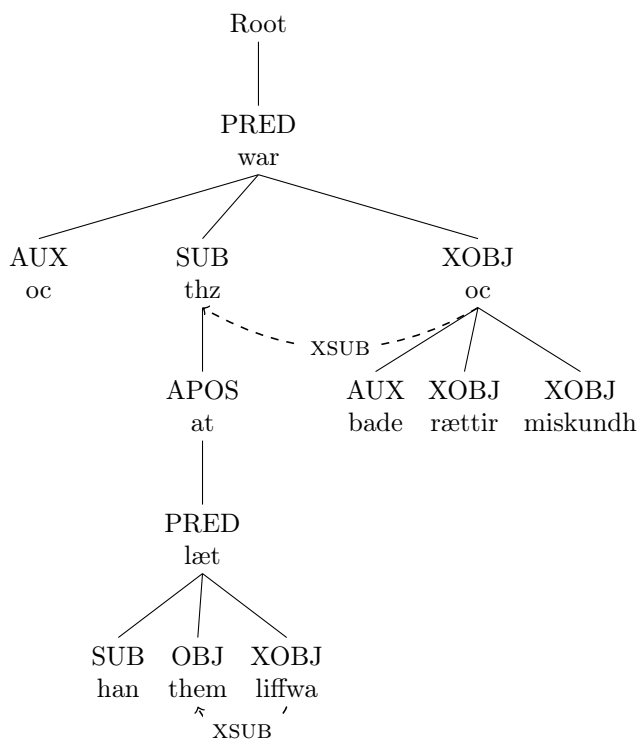 Root
PRED
war
AUX SUB XOBJ
oc thz oc
XSUB
APOS AUX XOBJ XOBJ
at bade rættir miskundh
PRED
læt
SUB OBJ XOBJ
han them liffwa
XSUB